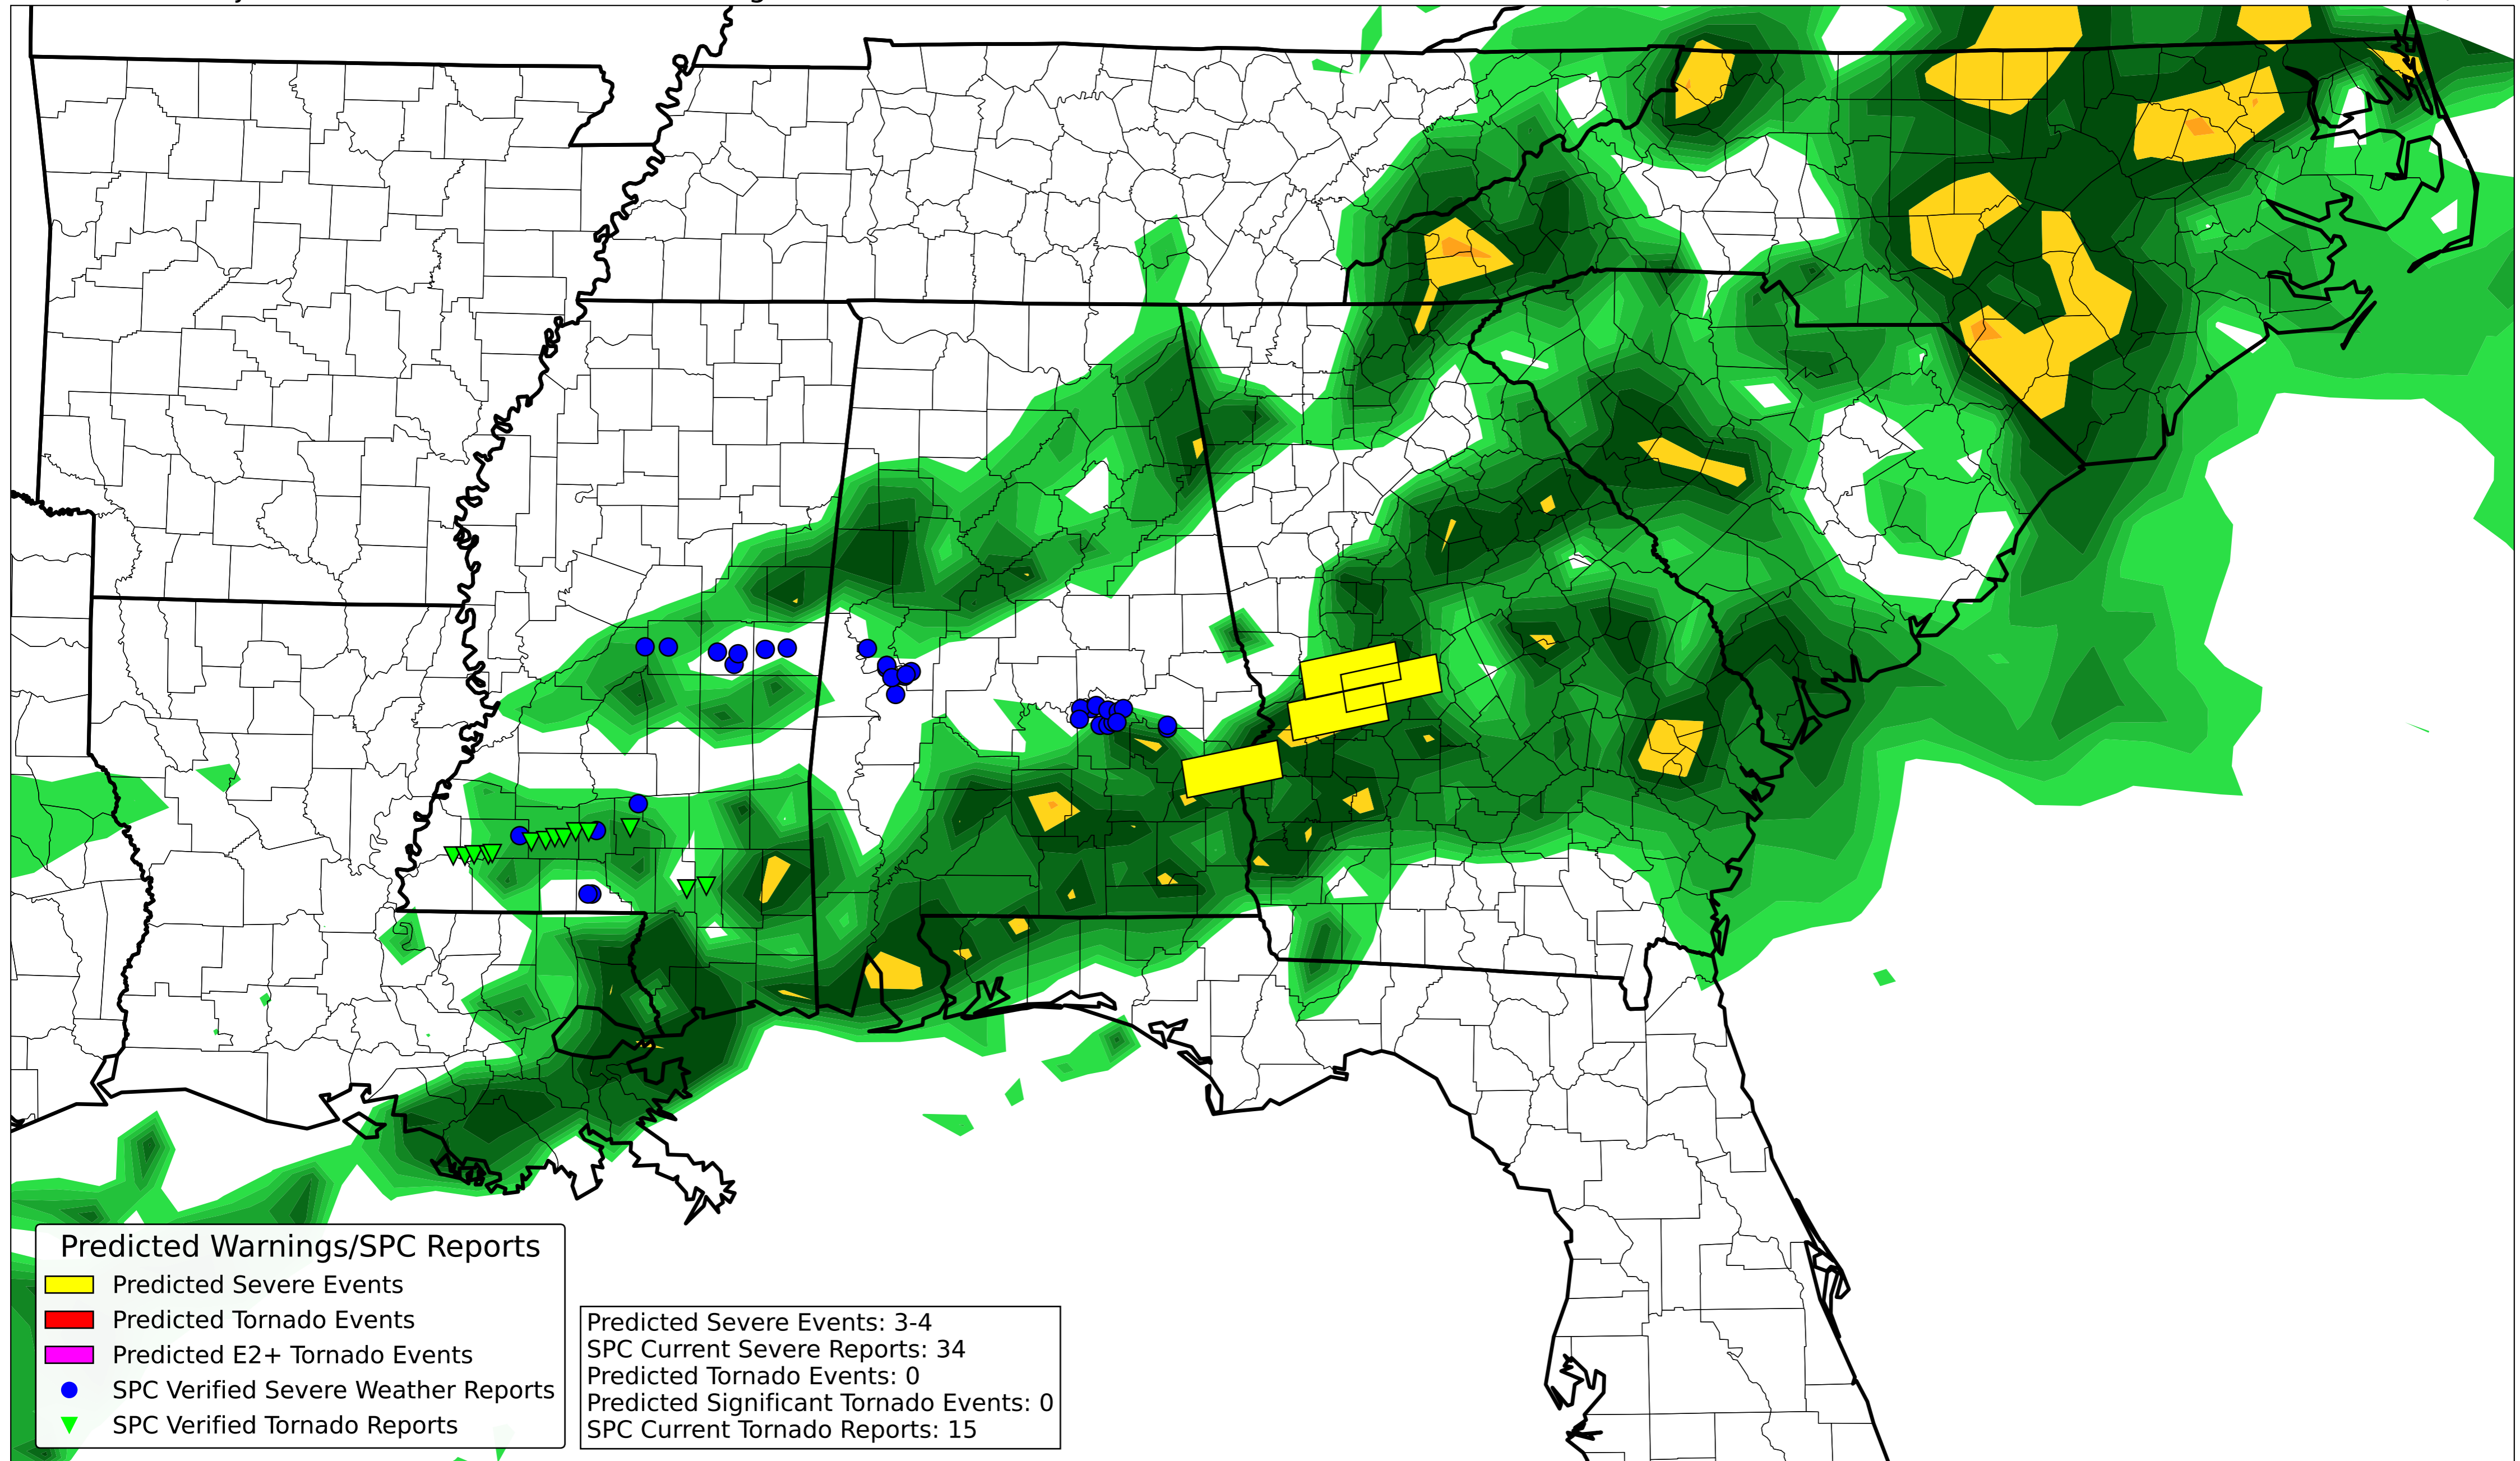 Predicted Warnings/SPC Reports
Predicted Severe Events
Predicted Tornado Events
Predicted E2+ Tornado Events
SPC Verified Severe Weather Reports
SPC Verified Tornado Reports
Predicted Severe Events: 3-4
SPC Current Severe Reports: 34
Predicted Tornado Events: 0
Predicted Significant Tornado Events: 0
SPC Current Tornado Reports: 15